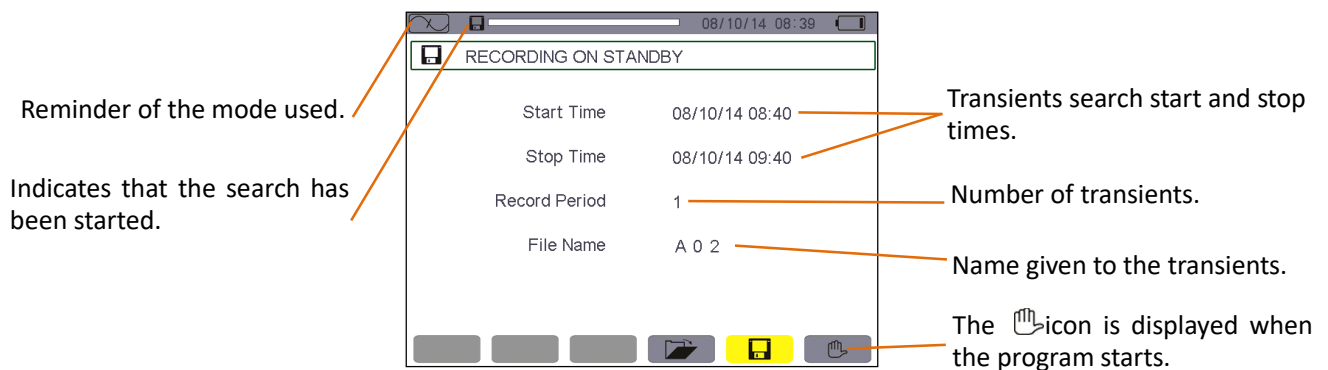 08/10/14 08:39
RECORDING ON STANDBY
Reminder of the mode used.
Indicates that the search has
been started.
Start Time 08/10/14 08:40
Stop Time 08/10/14 09:40
Record Period 1
File Name A 0 2
Transients search start and stop
times.
Number of transients.
Name given to the transients.
The icon is displayed when
the program starts.